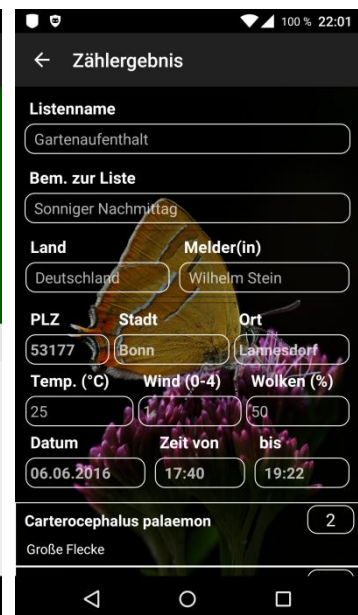 100 % 22:01
Zählergebnis
Listenname
Gartenaufenthalt
Bem. zur Liste
Sonniger Nachmittag
Land Melder(in)
Deutschland Wilhelm Stein
PLZ Stadt Ort
53177 Bonn Lannesdorf
Temp. (°C) Wind (0-4) Wolken (%)
25 1 50
Datum Zeit von bis
06.06.2016 17:40 19:22
Carterocephalus palaemon 2
Große Flecke